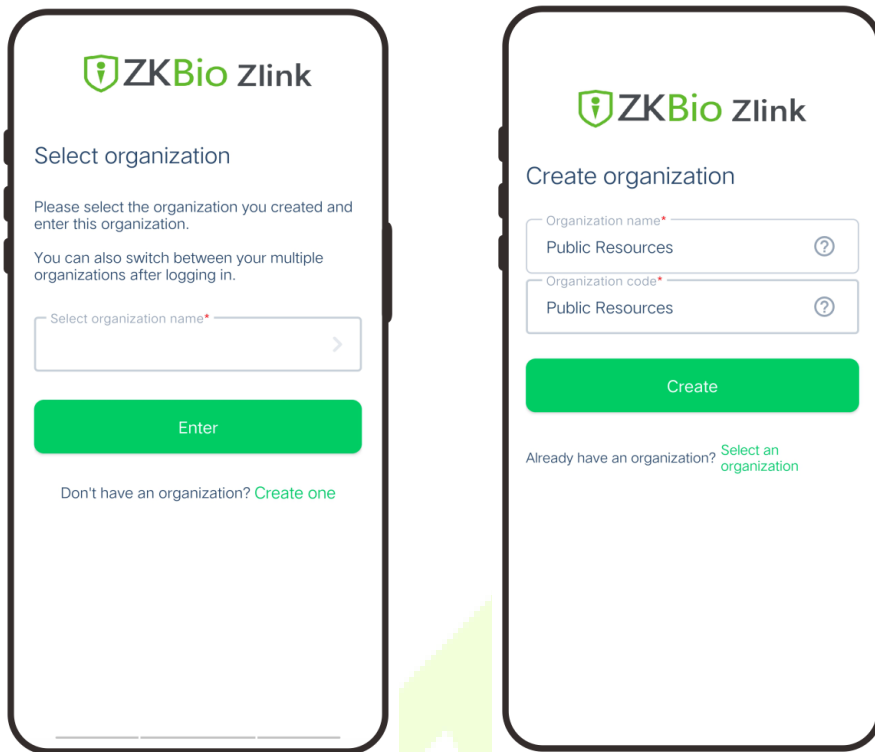 ZKBio Zlink
Select organization
Please select the organization you created and
enter this organization.
You can also switch between your multiple
organizations after logging in.
Select organization name*
Enter
Don't have an organization? Create one
ZKBio Zlink
Create organization
Organization name*
Public Resources
Organization code*
Public Resources
Create
Already have an organization? Select an
organization